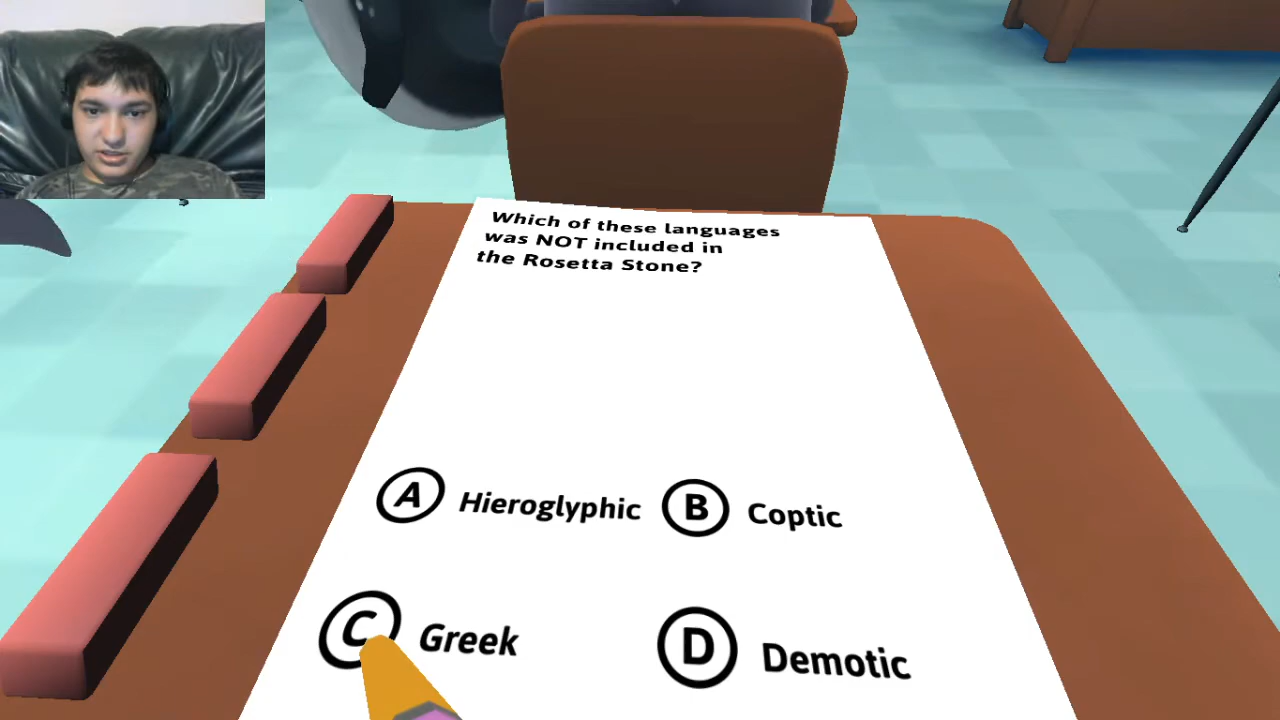 Which of these languages
was NOT included in
the Rosetta Stone?
A Hieroglyphic B Coptic
C Greek D Demotic